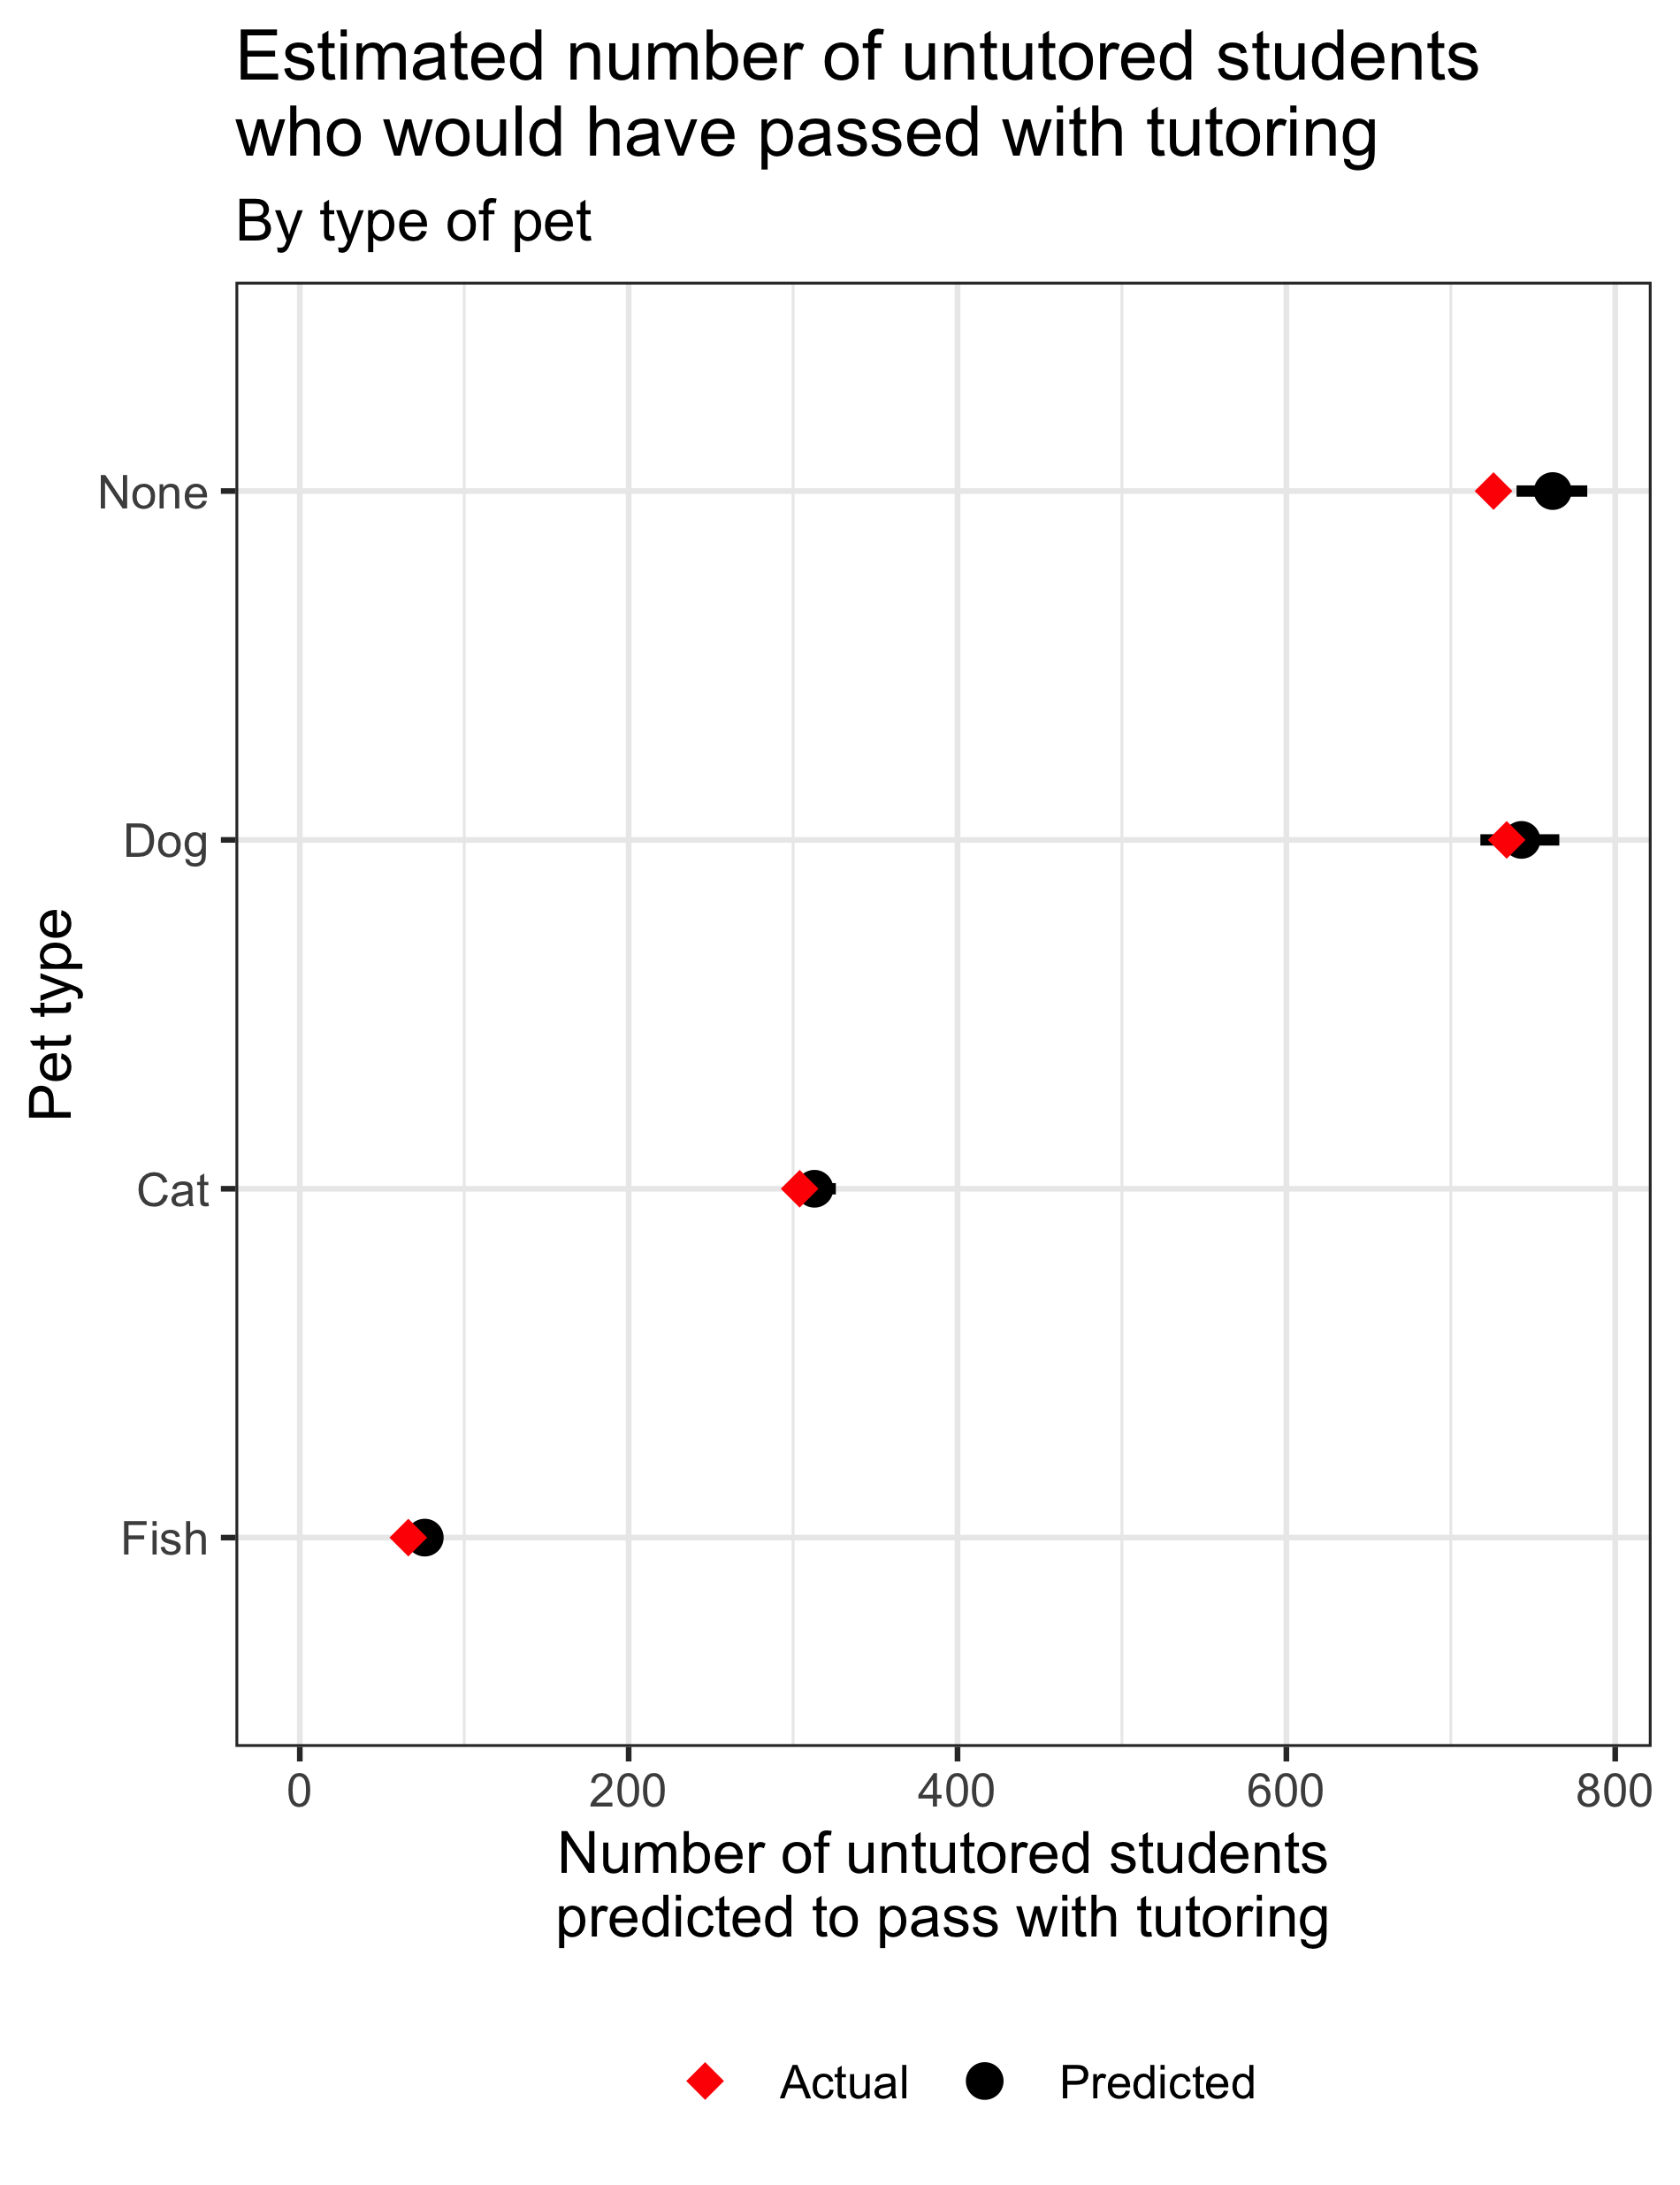 Estimated number of untutored students
who would have passed with tutoring
By type of pet
None
Dog
Cat
Fish
Pet type
0 200 400 600 800
Number of untutored students
predicted to pass with tutoring
Actual Predicted